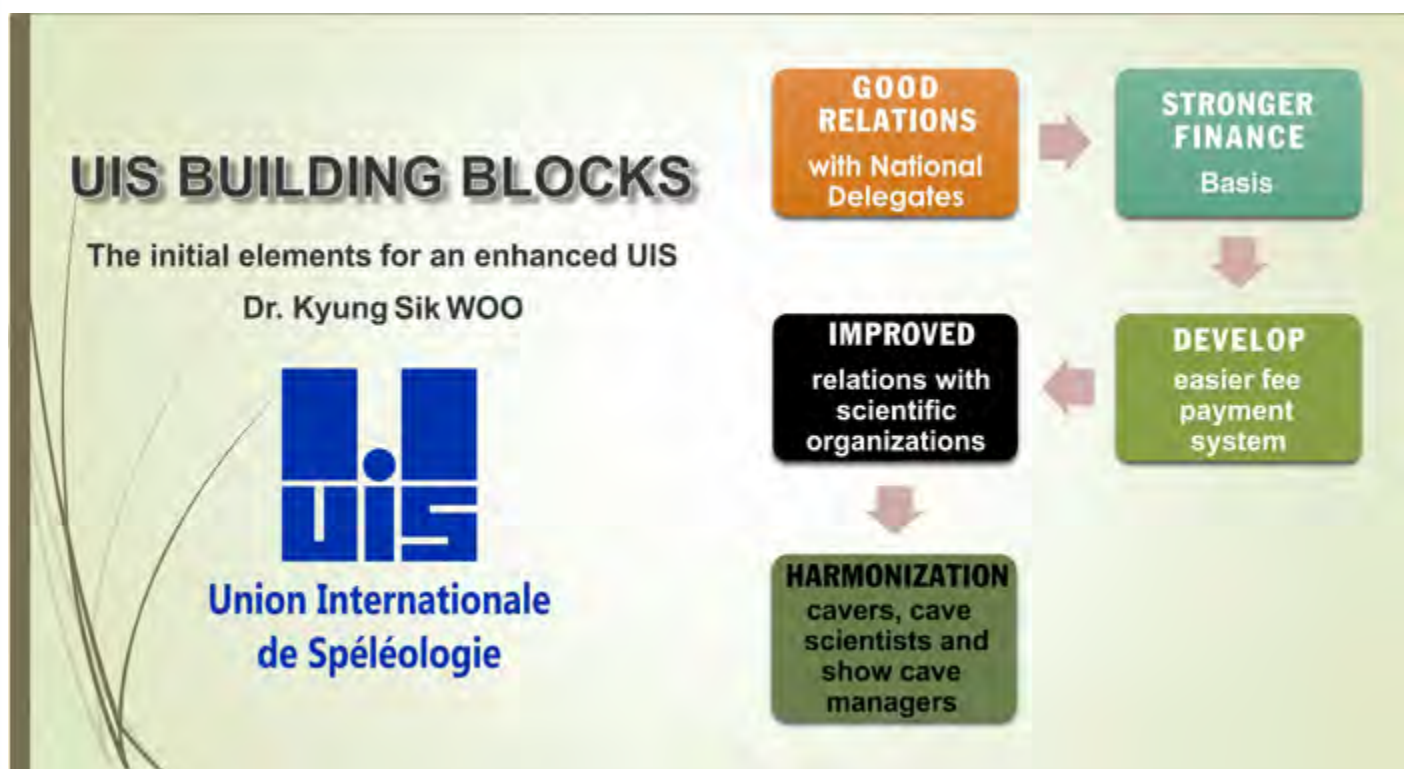 UIS BUILDING BLOCKS
The initial elements for an enhanced UIS
Dr. Kyung Sik WOO
uis
Union Internationale
de Spéléologie
GOOD
RELATIONS
with National
Delegates
STRONGER
FINANCE
Basis
DEVELOP
easier fee
payment
system
IMPROVED
relations with
scientific
organizations
HARMONIZATION
cavers, cave
scientists and
show cave
managers